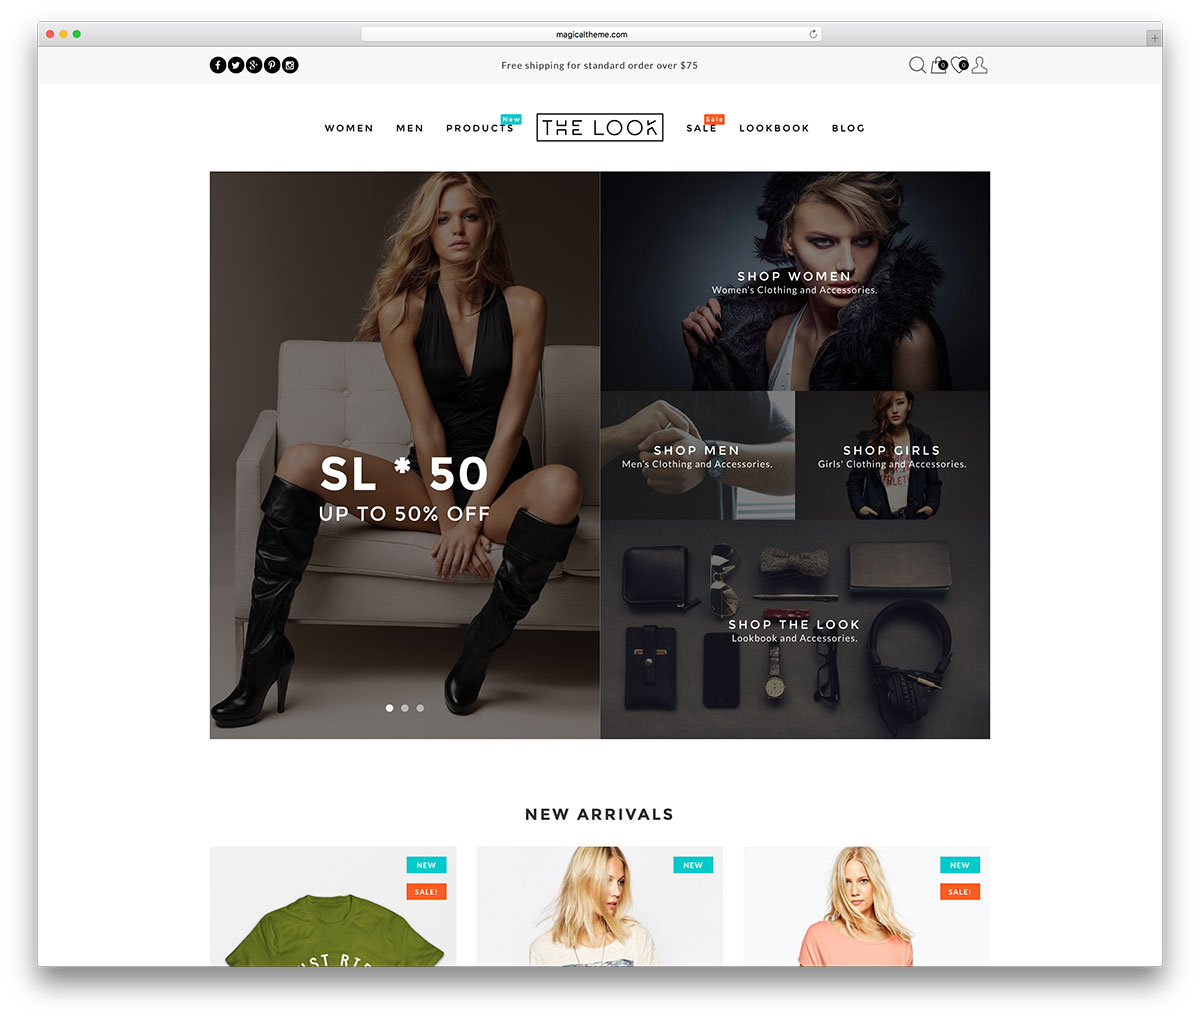 magicaltheme.com
Free shipping for standard order over $75
0
0
WOMEN
MEN
PRODUCTS
New
THE LOOK
SALE
Sale
LOOKBOOK
BLOG
SL * 50
UP TO 50% OFF
SHOP WOMEN
Women's Clothing and Accessories.
SHOP MEN
Men's Clothing and Accessories.
SHOP GIRLS
Girls' Clothing and Accessories.
SHOP THE LOOK
Lookbook and Accessories.
NEW ARRIVALS
NEW
SALE!
NEW
NEW
SALE!